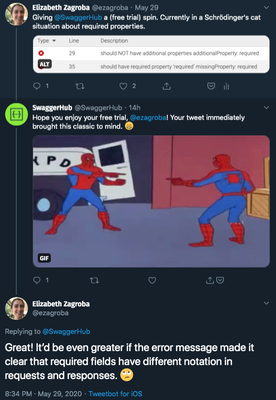 Elizabeth Zagroba @ezagroba · May 29
Giving @SwaggerHub a (free trial) spin. Currently in a Schrödinger's cat
situation about required properties.
Type Line Description
29 should NOT have additional properties additionalProperty: required
35 should have required property 'required' missingProperty: required
ALT
1 2
SwaggerHub @SwaggerHub · 14h
Hope you enjoy your free trial, @ezagroba! Your tweet immediately
brought this classic to mind. 😄
KPD
GIF
1
Elizabeth Zagroba
@ezagroba
Replying to @SwaggerHub
Great! It'd be even greater if the error message made it
clear that required fields have different notation in
requests and responses. 🙄
8:34 PM · May 29, 2020 · Tweetbot for iOS